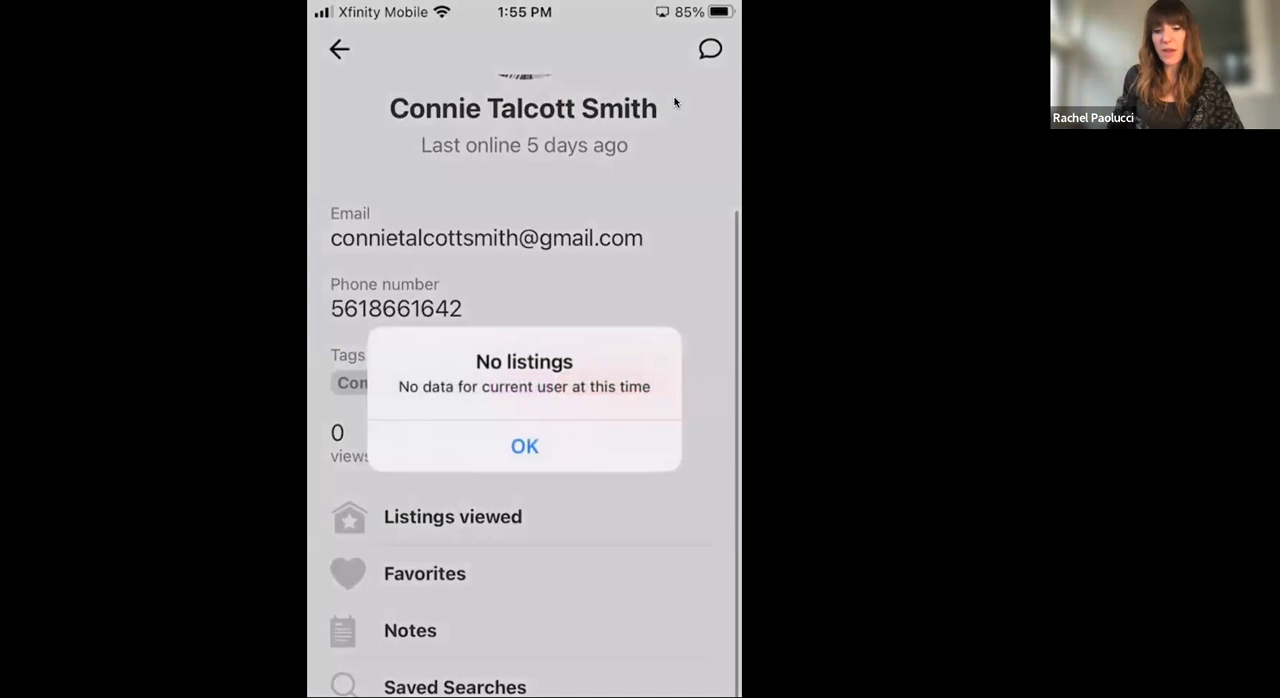 Xfinity Mobile 1:55 PM 85%
Rachel Paolucci
Connie Talcott Smith
Last online 5 days ago
Email
connietalcottsmith@gmail.com
Phone number
5618661642
Tags
Con
No listings
No data for current user at this time
OK
0
views
Listings viewed
Favorites
Notes
Saved Searches